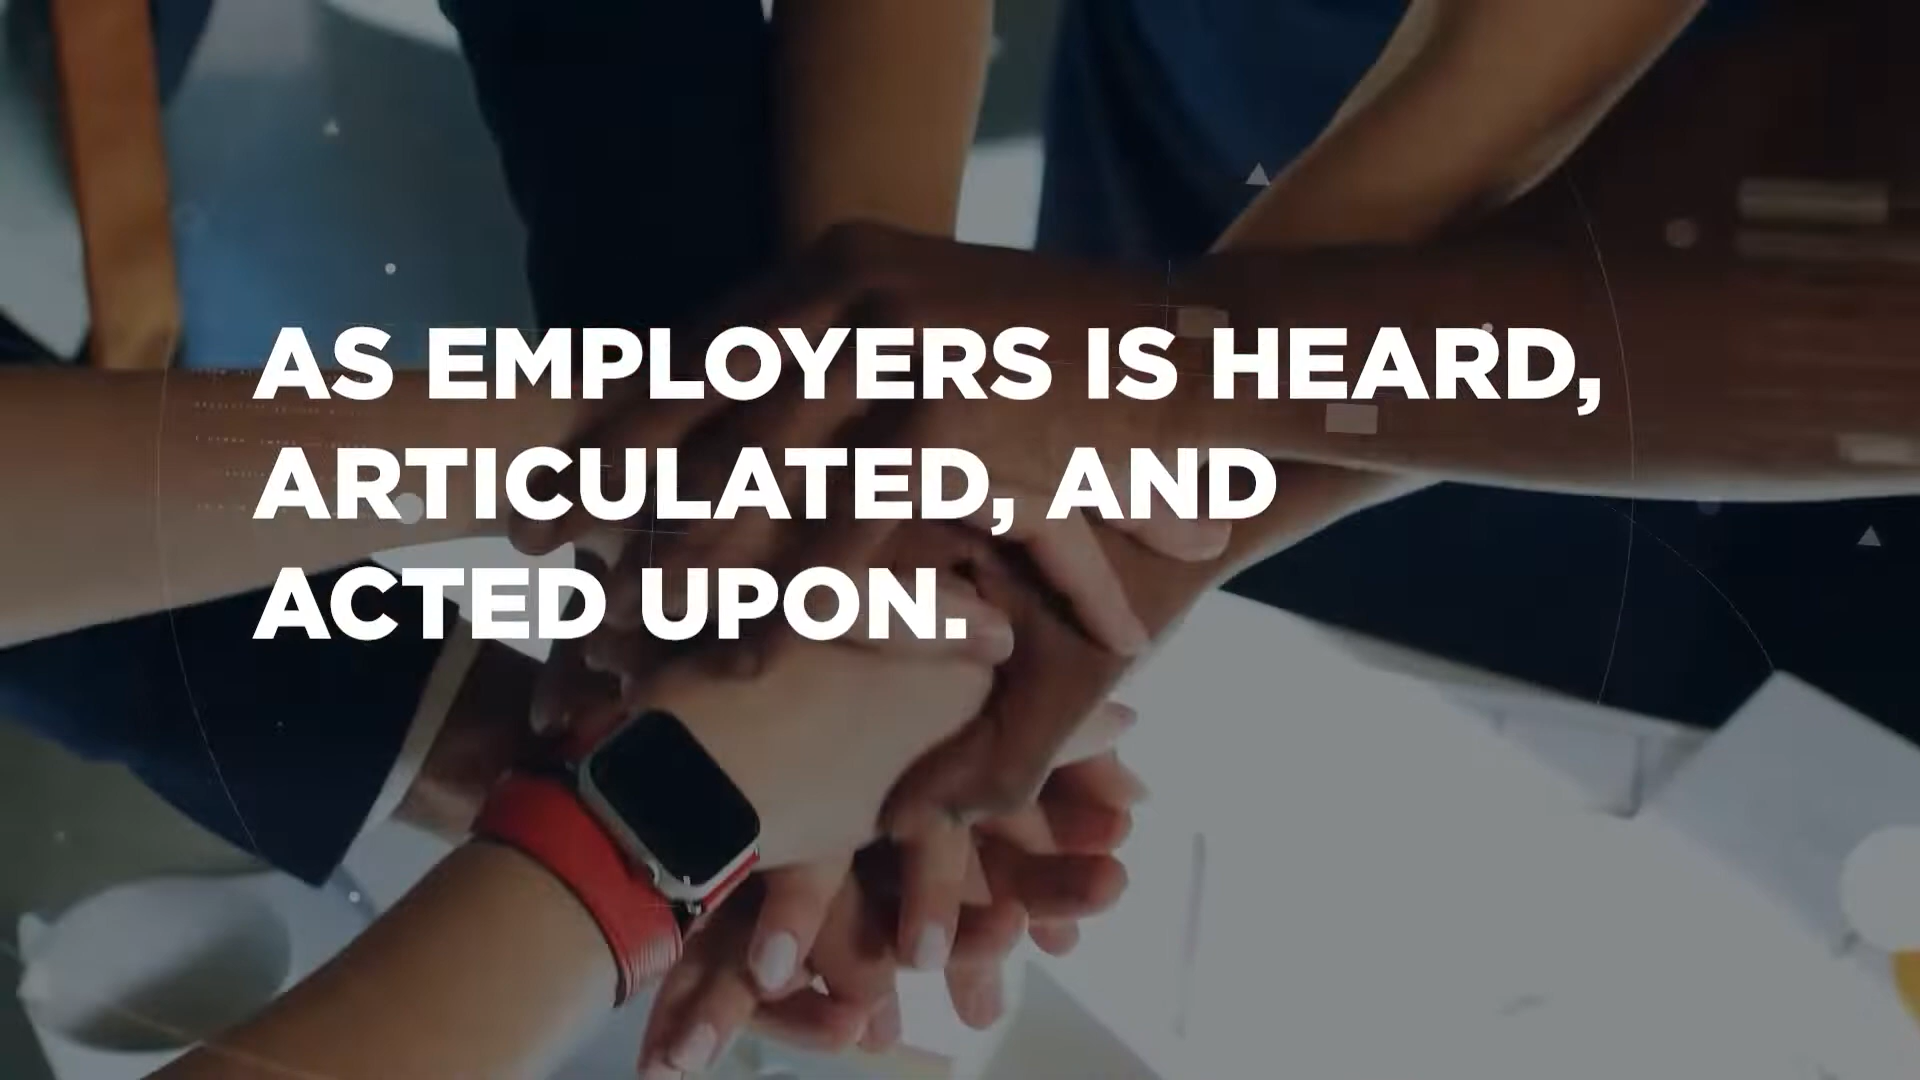 AS EMPLOYERS IS HEARD,
ARTICULATED, AND
ACTED UPON.